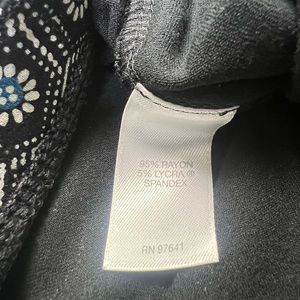 95% RAYON
5% LYCRA ®
SPANDEX
RN 97641